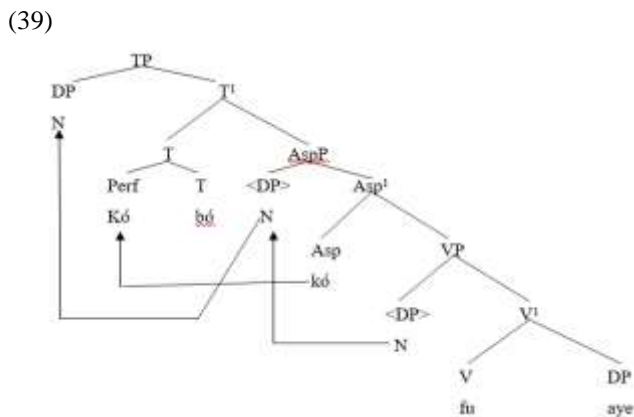 (39)
TP
DP T¹
N
T AspP
Perf T <DP> Asp¹
Kó bó N
Asp VP
kó
<DP> V¹
N
V DP
fu aye